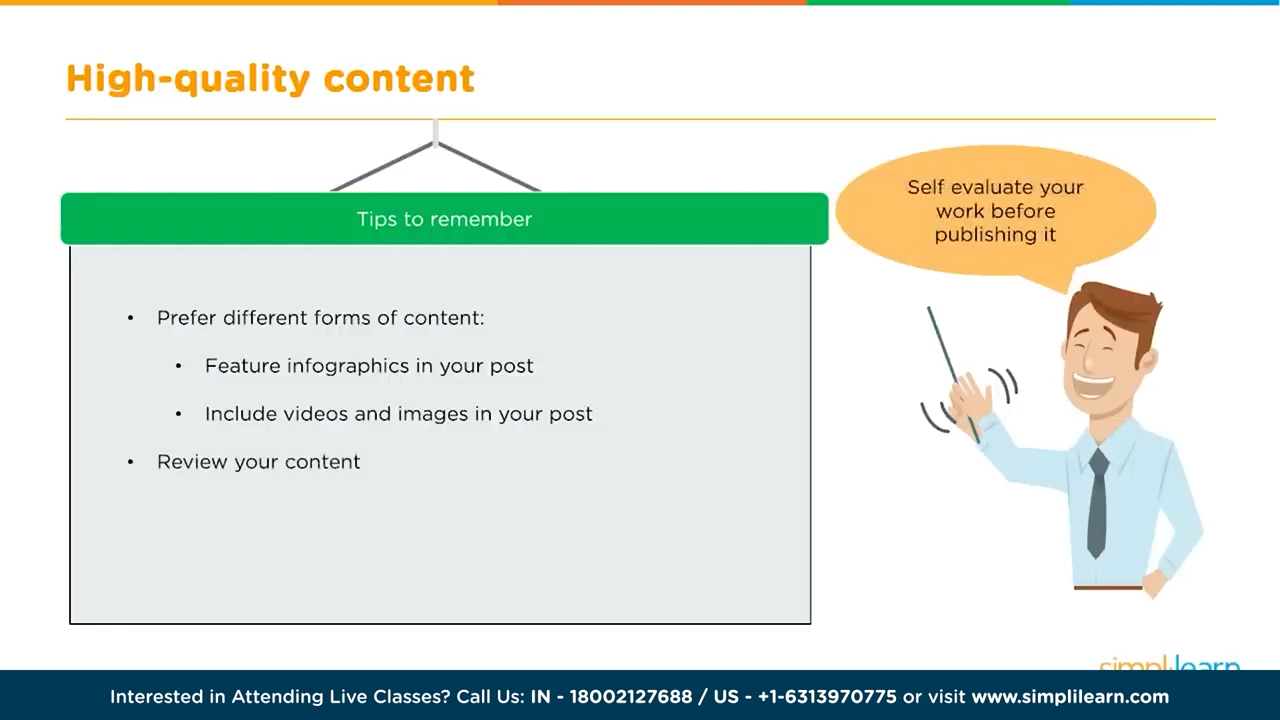 High-quality content
Tips to remember
Self evaluate your
work before
publishing it
• Prefer different forms of content:
• Feature infographics in your post
• Include videos and images in your post
• Review your content
simplilearn
Interested in Attending Live Classes? Call Us: IN - 18002127688 / US - +1-6313970775 or visit www.simplilearn.com